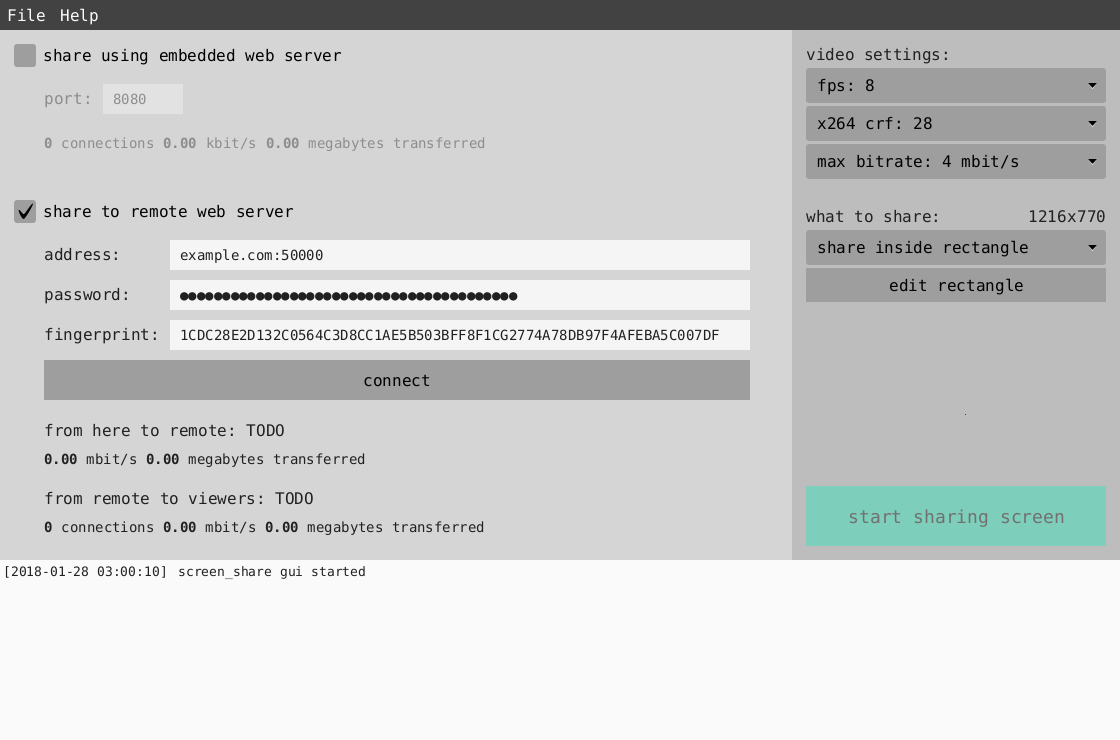 File Help
share using embedded web server
port: 8080
0 connections 0.00 kbit/s 0.00 megabytes transferred
share to remote web server
address: example.com:50000
password: ●●●●●●●●●●●●●●●●●●●●●●●●●●●●●●●●●●●●●●●●
fingerprint: 1CDC28E2D132C0564C3D8CC1AE5B503BFF8F1CG2774A78DB97F4AFEBA5C007DF
connect
from here to remote: TODO
0.00 mbit/s 0.00 megabytes transferred
from remote to viewers: TODO
0 connections 0.00 mbit/s 0.00 megabytes transferred
video settings:
fps: 8
x264 crf: 28
max bitrate: 4 mbit/s
what to share: 1216x770
share inside rectangle
edit rectangle
start sharing screen
[2018-01-28 03:00:10] screen_share gui started